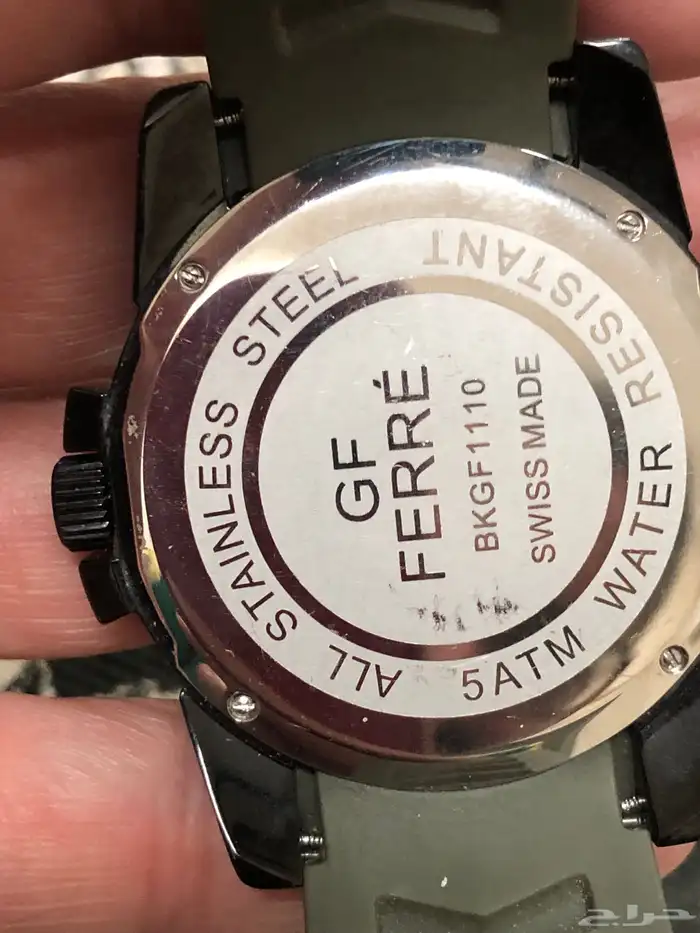 GF
FERRÉ
BKGF1110
SWISS MADE
ALL STAINLESS STEEL
5ATM WATER RESISTANT
حراج